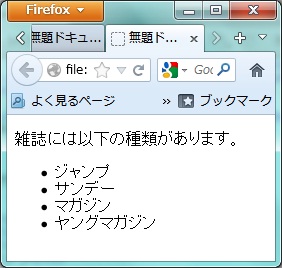 Firefox
無題ドキュ...
無題ド...
file:
Goo
よく見るページ
»
ブックマーク
雑誌には以下の種類があります。
• ジャンプ
• サンデー
• マガジン
• ヤングマガジン